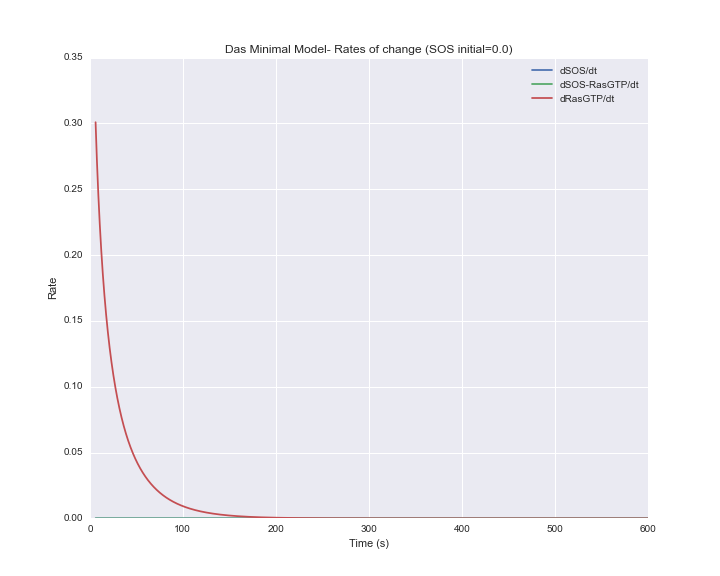 Das Minimal Model- Rates of change (SOS initial=0.0)
0.35
dSOS/dt
dSOS-RasGTP/dt
dRasGTP/dt
0.30
0.25
0.20
Rate
0.15
0.10
0.05
0.00
0 100 200 300 400 500 600
Time (s)